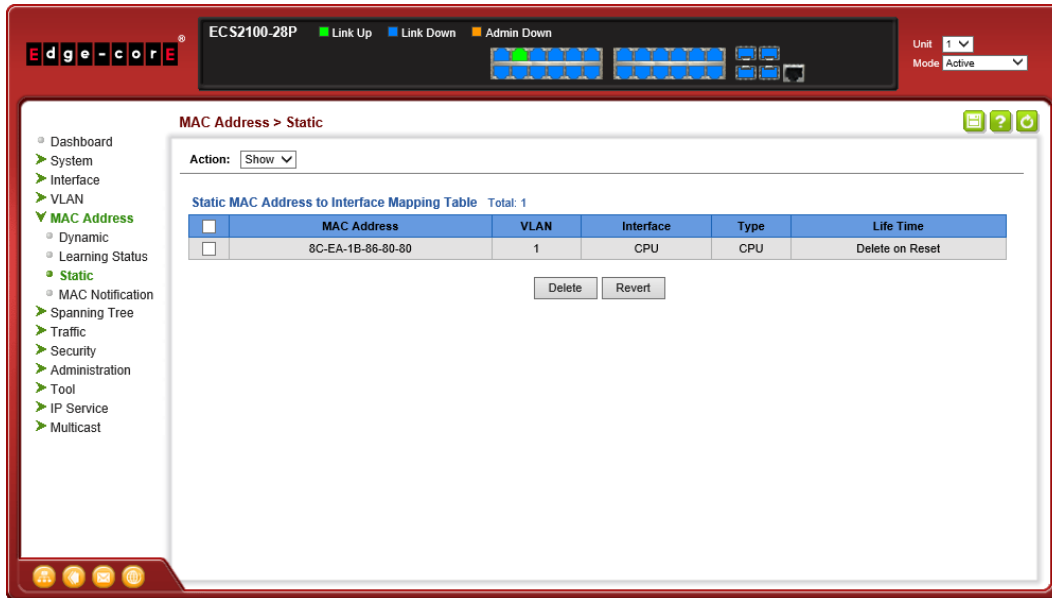 Edge-corE®
ECS2100-28P Link Up Link Down Admin Down
Unit 1
Mode Active
MAC Address > Static
Dashboard
System
Interface
VLAN
MAC Address
Dynamic
Learning Status
Static
MAC Notification
Spanning Tree
Traffic
Security
Administration
Tool
IP Service
Multicast
Action: Show
Static MAC Address to Interface Mapping Table Total: 1
MAC Address VLAN Interface Type Life Time
8C-EA-1B-86-80-80 1 CPU CPU Delete on Reset
Delete Revert